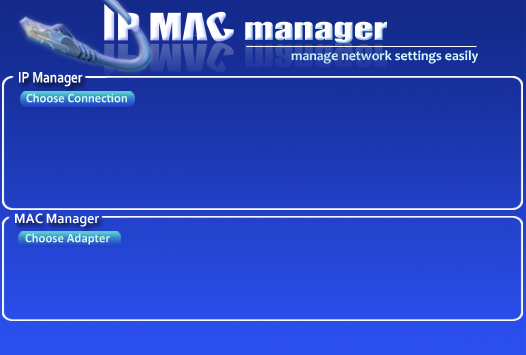 IP MAC manager
manage network settings easily
IP Manager
Choose Connection
MAC Manager
Choose Adapter